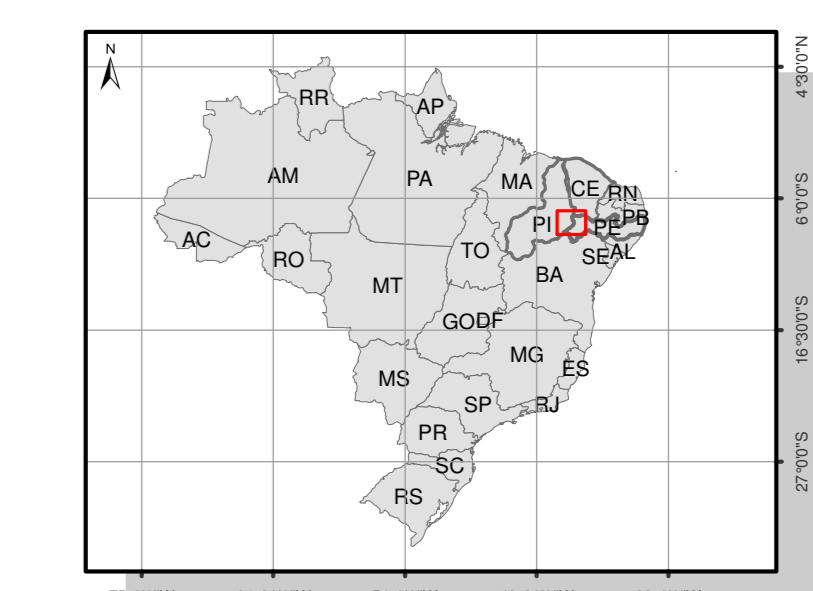 N
4°30'0"N
RR
AP
AM
PA
MA
CE
RN
6°0'0"S
PI
PB
PE
AC
TO
SE
AL
RO
BA
MT
GO
DF
16°30'0"S
MG
ES
MS
SP
RJ
PR
SC
27°0'0"S
RS